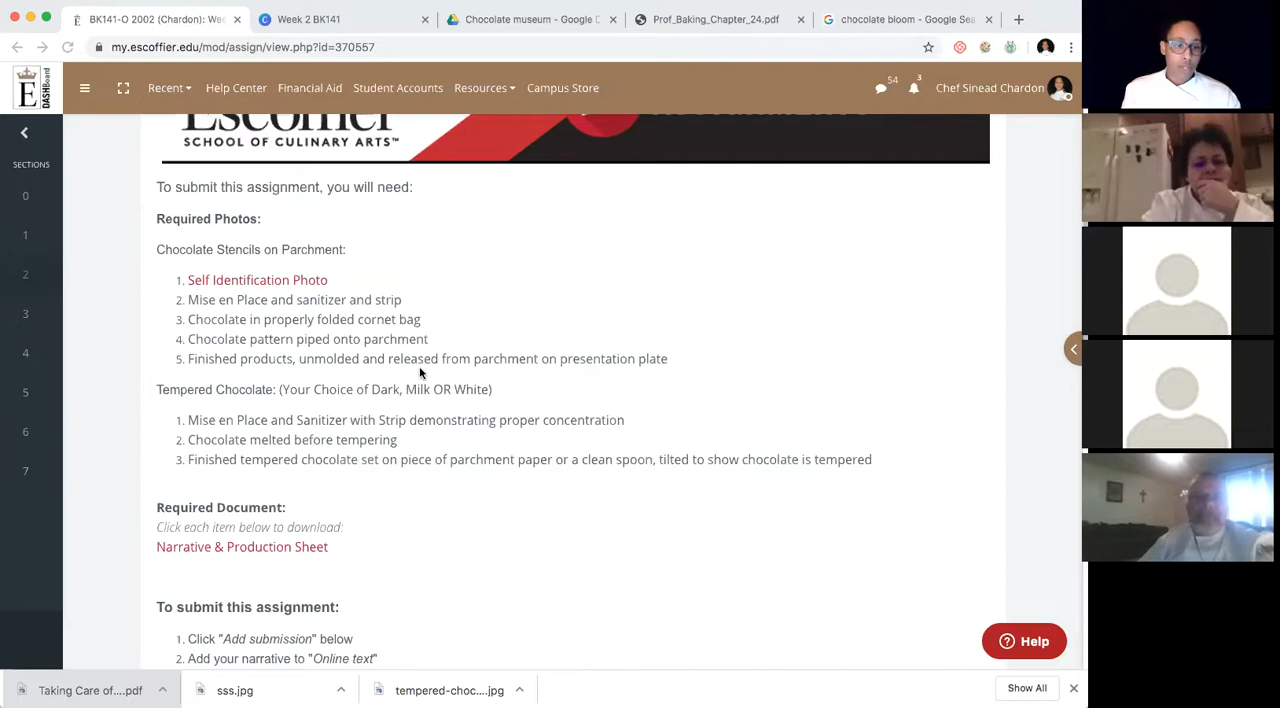 BK141-O 2002 (Chardon): Wee
Week 2 BK141
Chocolate museum - Google D
Prof_Baking_Chapter_24.pdf
chocolate bloom - Google Sea
my.escoffier.edu/mod/assign/view.php?id=370557
E DASHBoard
Recent
Help Center
Financial Aid
Student Accounts
Resources
Campus Store
54
3
Chef Sinead Chardon
SECTIONS
0
1
2
3
4
5
6
7
Escoffier
SCHOOL OF CULINARY ARTS™
To submit this assignment, you will need:
Required Photos:
Chocolate Stencils on Parchment:
1. Self Identification Photo
2. Mise en Place and sanitizer and strip
3. Chocolate in properly folded cornet bag
4. Chocolate pattern piped onto parchment
5. Finished products, unmolded and released from parchment on presentation plate
Tempered Chocolate: (Your Choice of Dark, Milk OR White)
1. Mise en Place and Sanitizer with Strip demonstrating proper concentration
2. Chocolate melted before tempering
3. Finished tempered chocolate set on piece of parchment paper or a clean spoon, tilted to show chocolate is tempered
Required Document:
Click each item below to download:
Narrative & Production Sheet
To submit this assignment:
1. Click "Add submission" below
2. Add your narrative to "Online text"
Help
Taking Care of....pdf
sss.jpg
tempered-choc....jpg
Show All